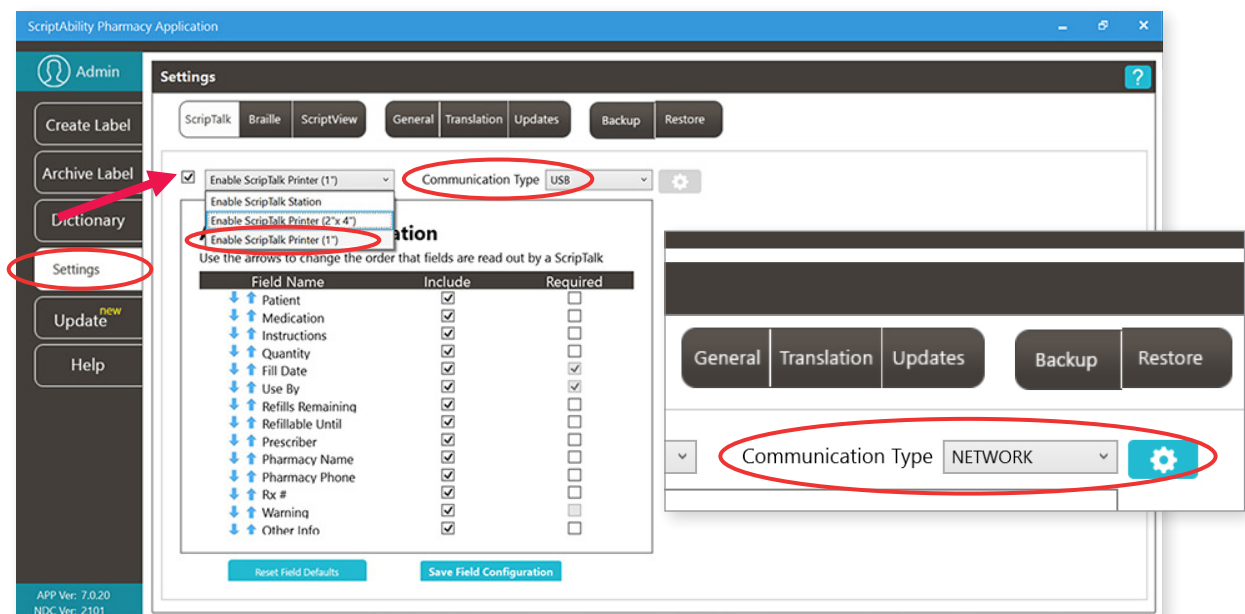 ScriptAbility Pharmacy Application
Admin
Settings
?
ScripTalk Braille ScriptView General Translation Updates Backup Restore
Create Label
Archive Label
Dictionary
Settings
Update new
Help
Enable ScripTalk Printer (1") Communication Type USB
Enable ScripTalk Station
Enable ScripTalk Printer (2"x 4")
Enable ScripTalk Printer (1")
ation
Use the arrows to change the order that fields are read out by a ScripTalk
Field Name Include Required
Patient
Medication
Instructions
Quantity
Fill Date
Use By
Refills Remaining
Refillable Until
Prescriber
Pharmacy Name
Pharmacy Phone
Rx #
Warning
Other Info
Reset Field Defaults Save Field Configuration
APP Ver: 7.0.20
NDC Ver: 2101
General Translation Updates Backup Restore
Communication Type NETWORK